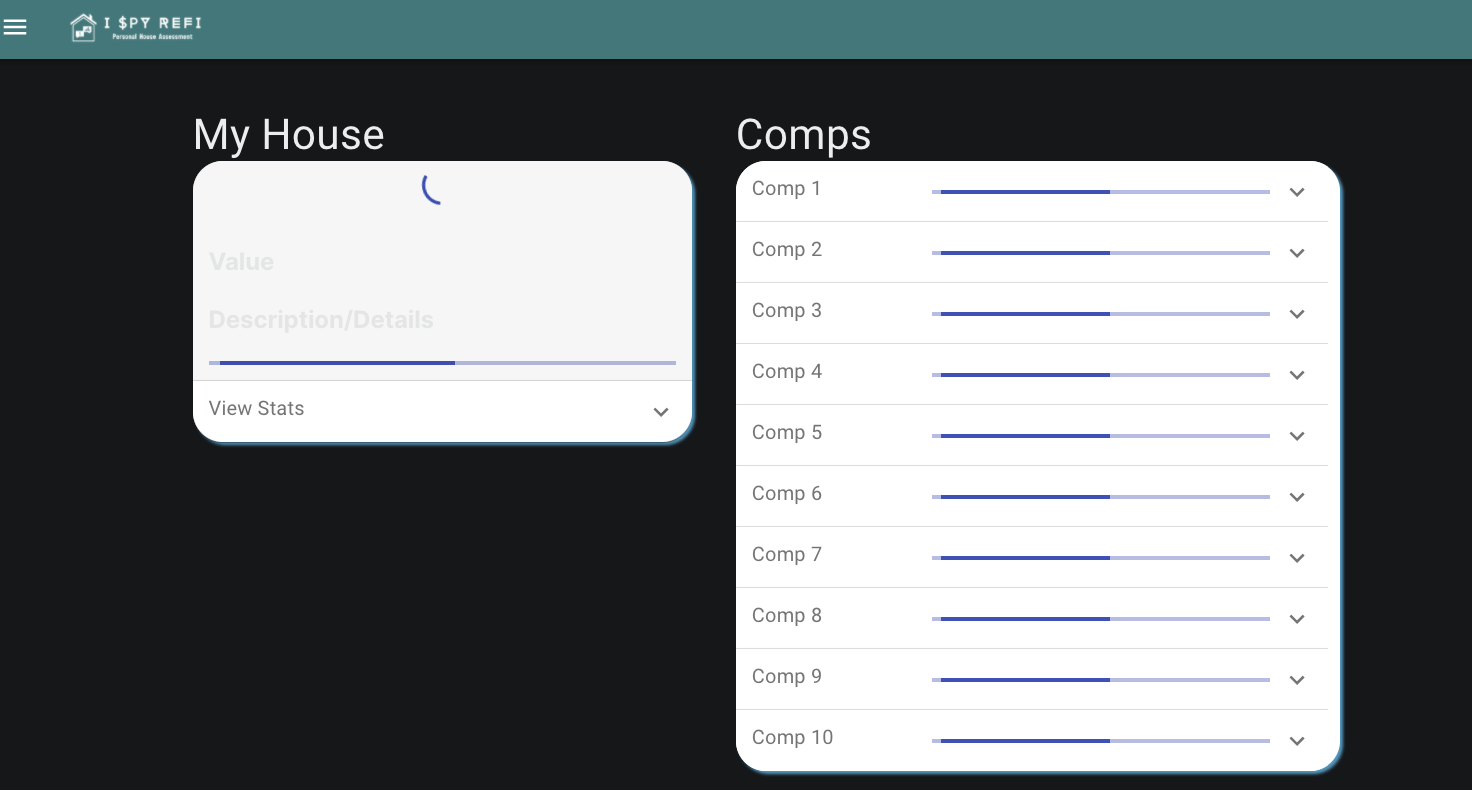 I $PY REFI
Personal House Assessment
My House
Value
Description/Details
View Stats
Comps
Comp 1
Comp 2
Comp 3
Comp 4
Comp 5
Comp 6
Comp 7
Comp 8
Comp 9
Comp 10